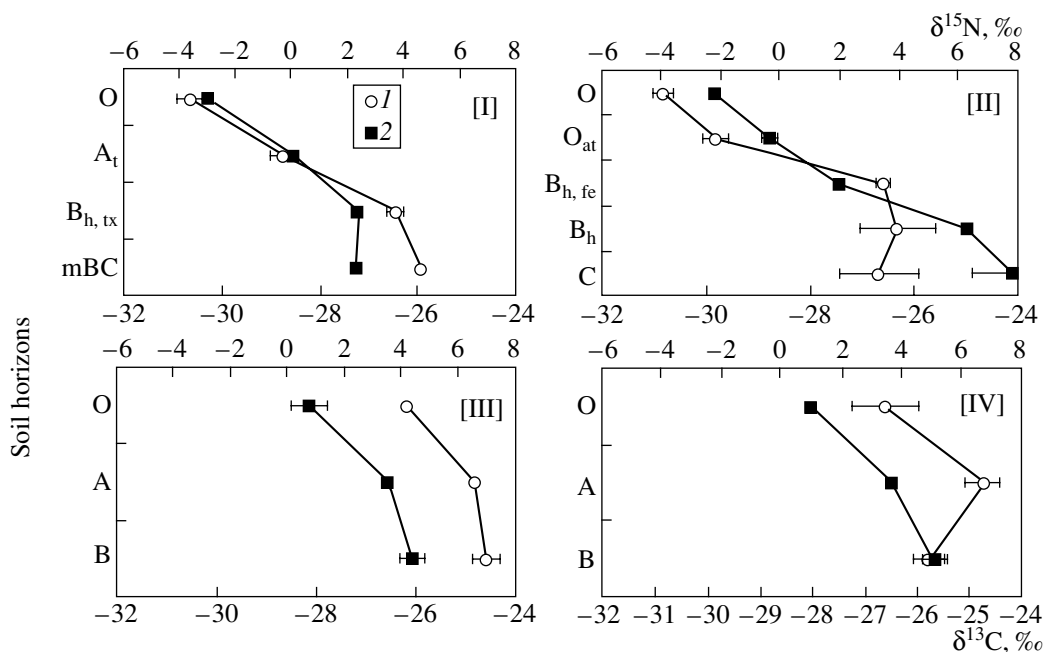 δ¹⁵N, ‰
−6 −4 −2 0 2 4 6 8
−6 −4 −2 0 2 4 6 8
O
A_t
B_h, tx
mBC
1
2
[I]
O
O_at
B_h, fe
B_h
C
[II]
−32 −30 −28 −26 −24
−32 −30 −28 −26 −24
−6 −4 −2 0 2 4 6 8
−6 −4 −2 0 2 4 6 8
Soil horizons
O
A
B
[III]
O
A
B
[IV]
−32 −30 −28 −26 −24
−32 −31 −30 −29 −28 −27 −26 −25 −24
δ¹³C, ‰